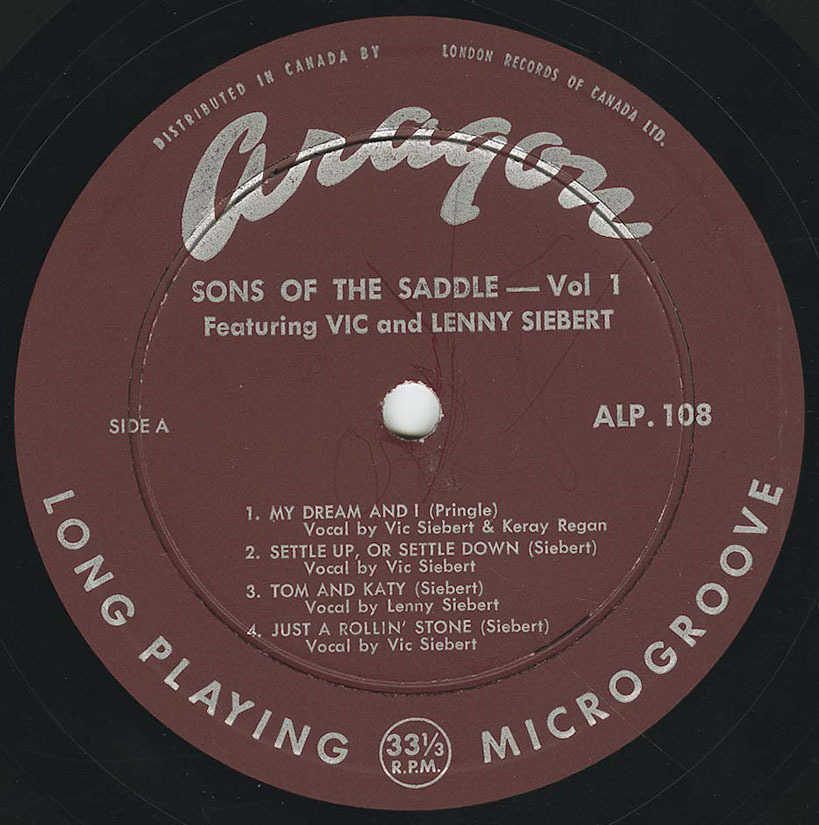 DISTRIBUTED IN CANADA BY LONDON RECORDS OF CANADA LTD.
Aragon
SONS OF THE SADDLE — Vol 1
Featuring VIC and LENNY SIEBERT
SIDE A
ALP. 108
1. MY DREAM AND I (Pringle)
Vocal by Vic Siebert & Keray Regan
2. SETTLE UP, OR SETTLE DOWN (Siebert)
Vocal by Vic Siebert
3. TOM AND KATY (Siebert)
Vocal by Lenny Siebert
4. JUST A ROLLIN' STONE (Siebert)
Vocal by Vic Siebert
LONG PLAYING
33⅓
R.P.M.
MICROGROOVE